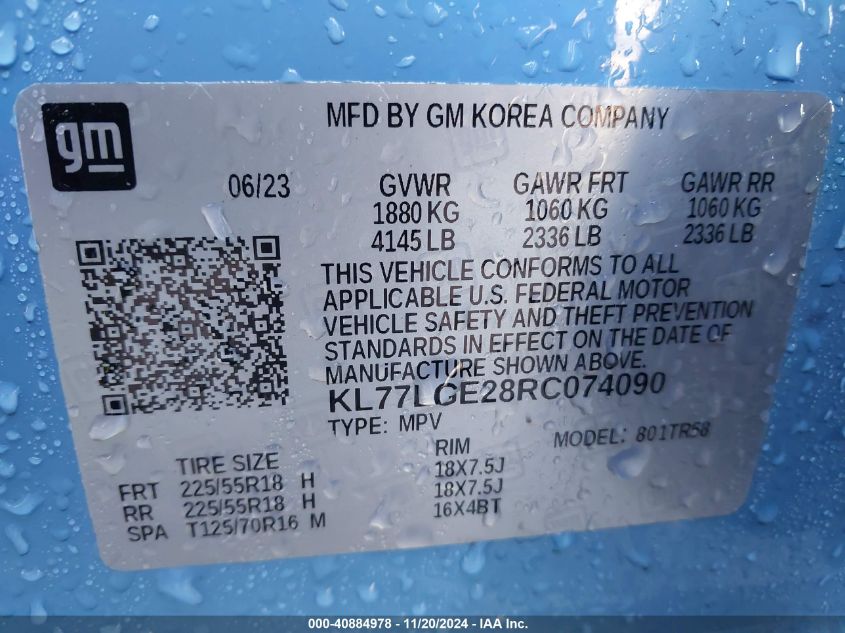 gm
MFD BY GM KOREA COMPANY
06/23 GVWR GAWR FRT GAWR RR
1880 KG 1060 KG 1060 KG
4145 LB 2336 LB 2336 LB
THIS VEHICLE CONFORMS TO ALL
APPLICABLE U.S. FEDERAL MOTOR
VEHICLE SAFETY AND THEFT PREVENTION
STANDARDS IN EFFECT ON THE DATE OF
MANUFACTURE SHOWN ABOVE.
KL77LGE28RC074090
TYPE: MPV MODEL: 801TR58
TIRE SIZE RIM
FRT 225/55R18 H 18X7.5J
RR 225/55R18 H 18X7.5J
SPA T125/70R16 M 16X4BT
000-40884978 - 11/20/2024 - IAA Inc.